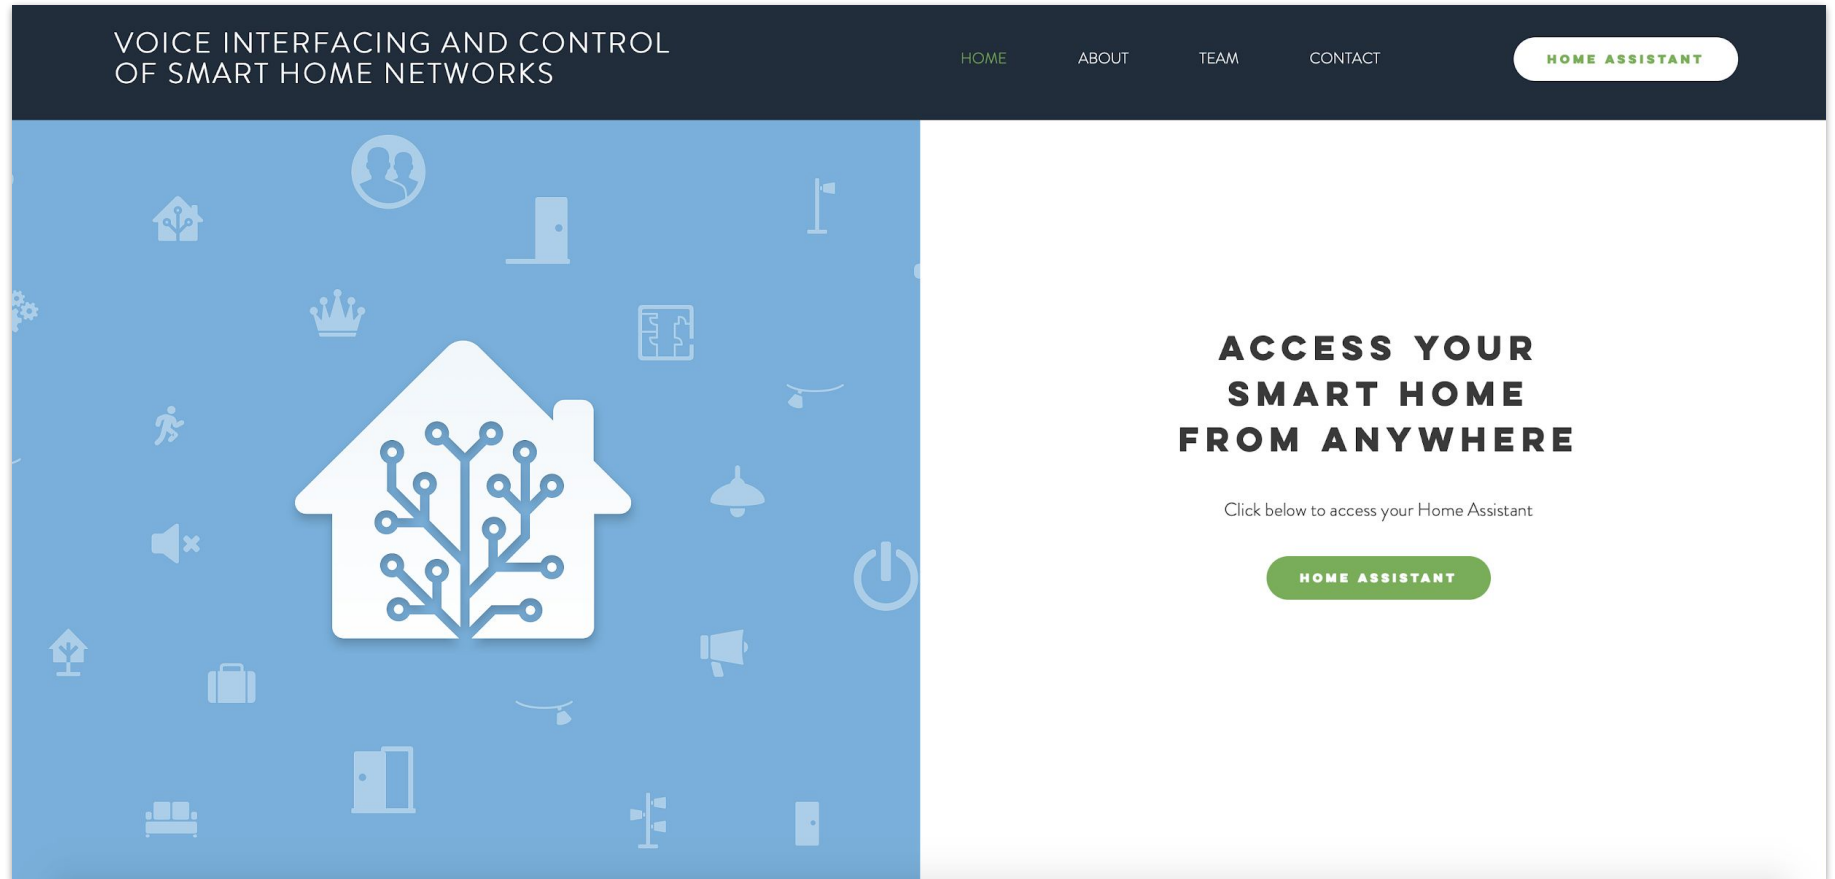 VOICE INTERFACING AND CONTROL
OF SMART HOME NETWORKS
HOME
ABOUT
TEAM
CONTACT
HOME ASSISTANT
ACCESS YOUR
SMART HOME
FROM ANYWHERE
Click below to access your Home Assistant
HOME ASSISTANT